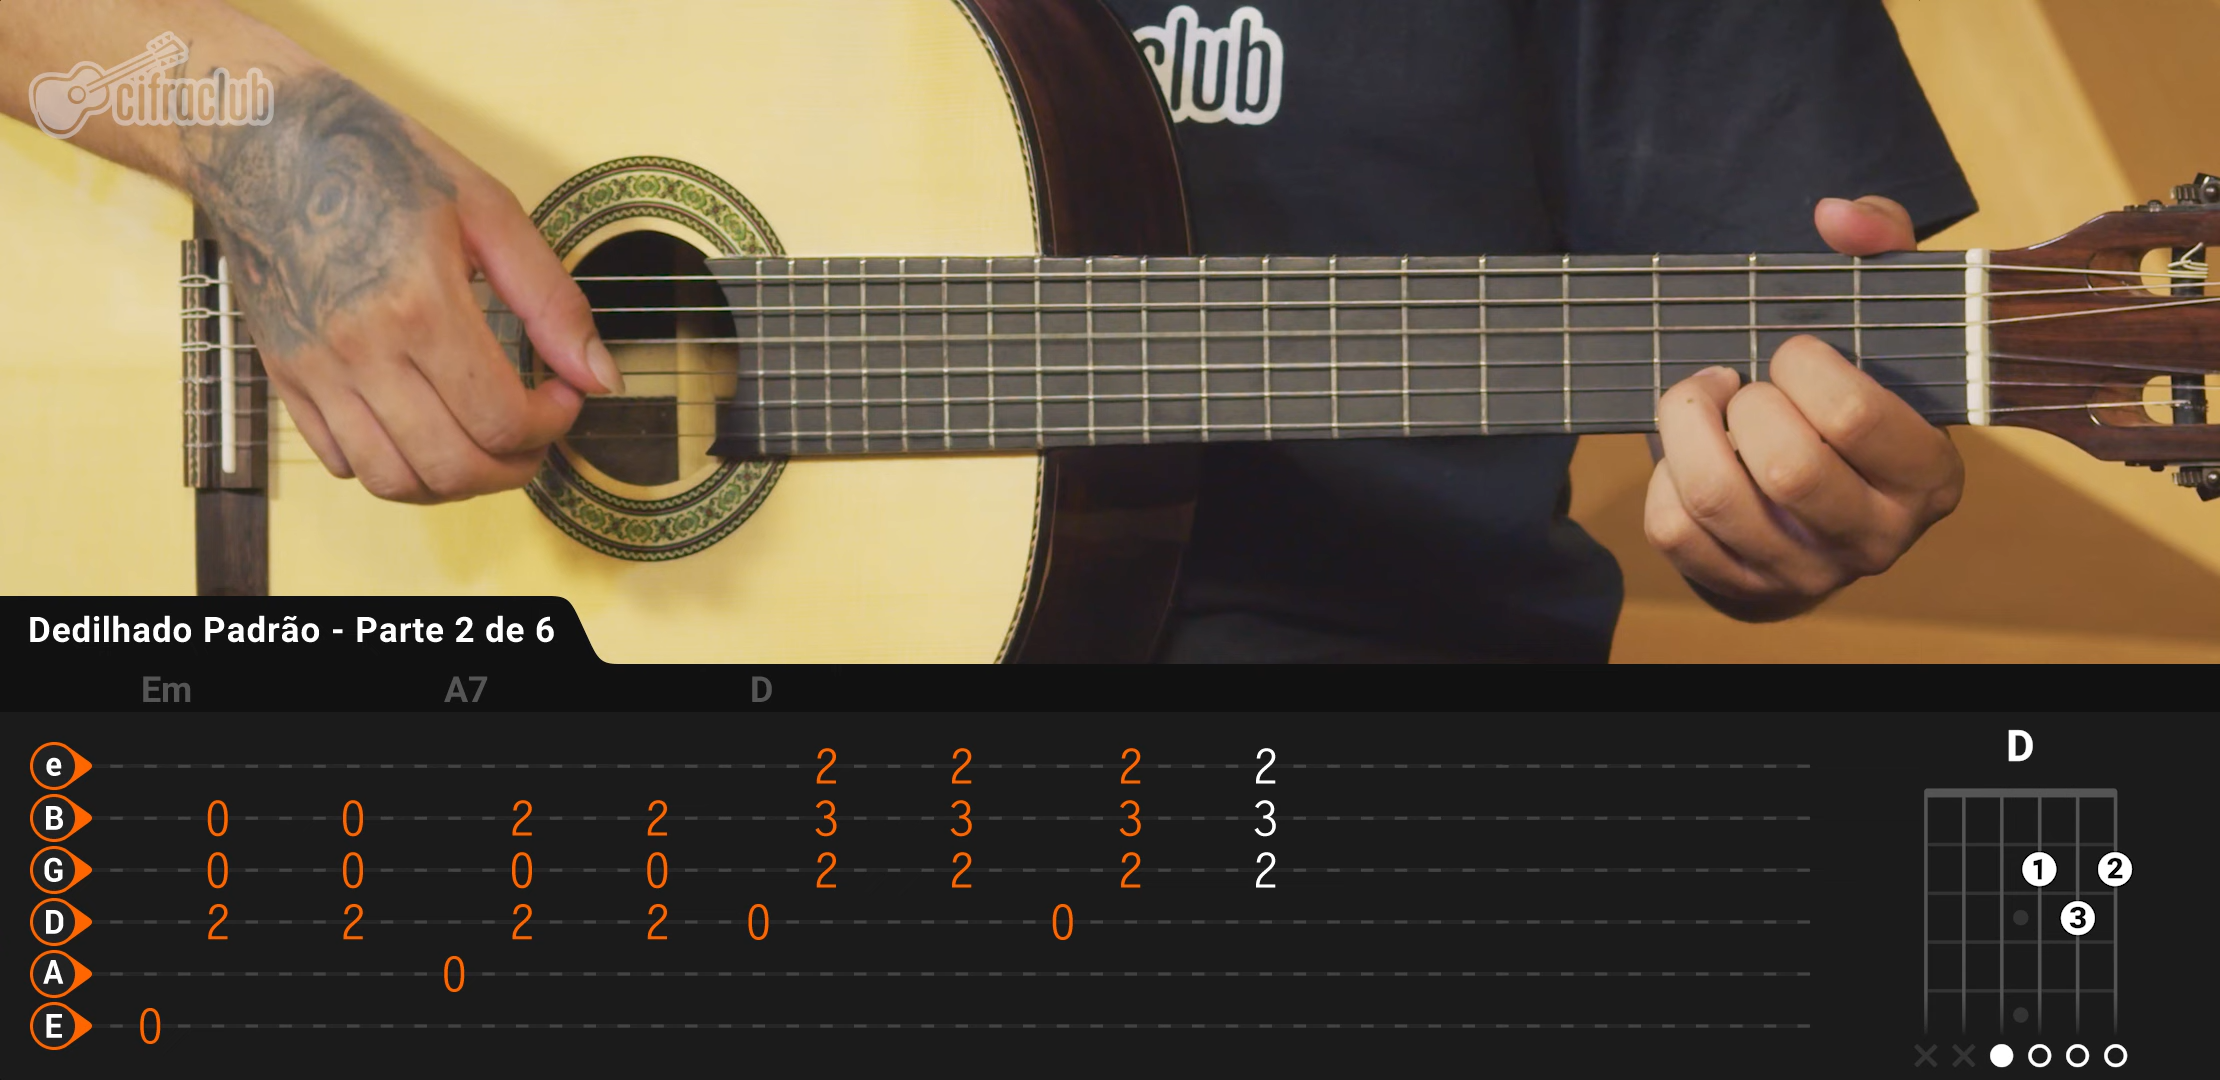 cifraclub
club
Dedilhado Padrão - Parte 2 de 6
Em A7 D
D
e 2 2 2 2
B 0 0 2 2 3 3 3 3
G 0 0 0 0 2 2 2 2
D 2 2 2 2 0 0
A 0
E 0
1 2
3
× ×